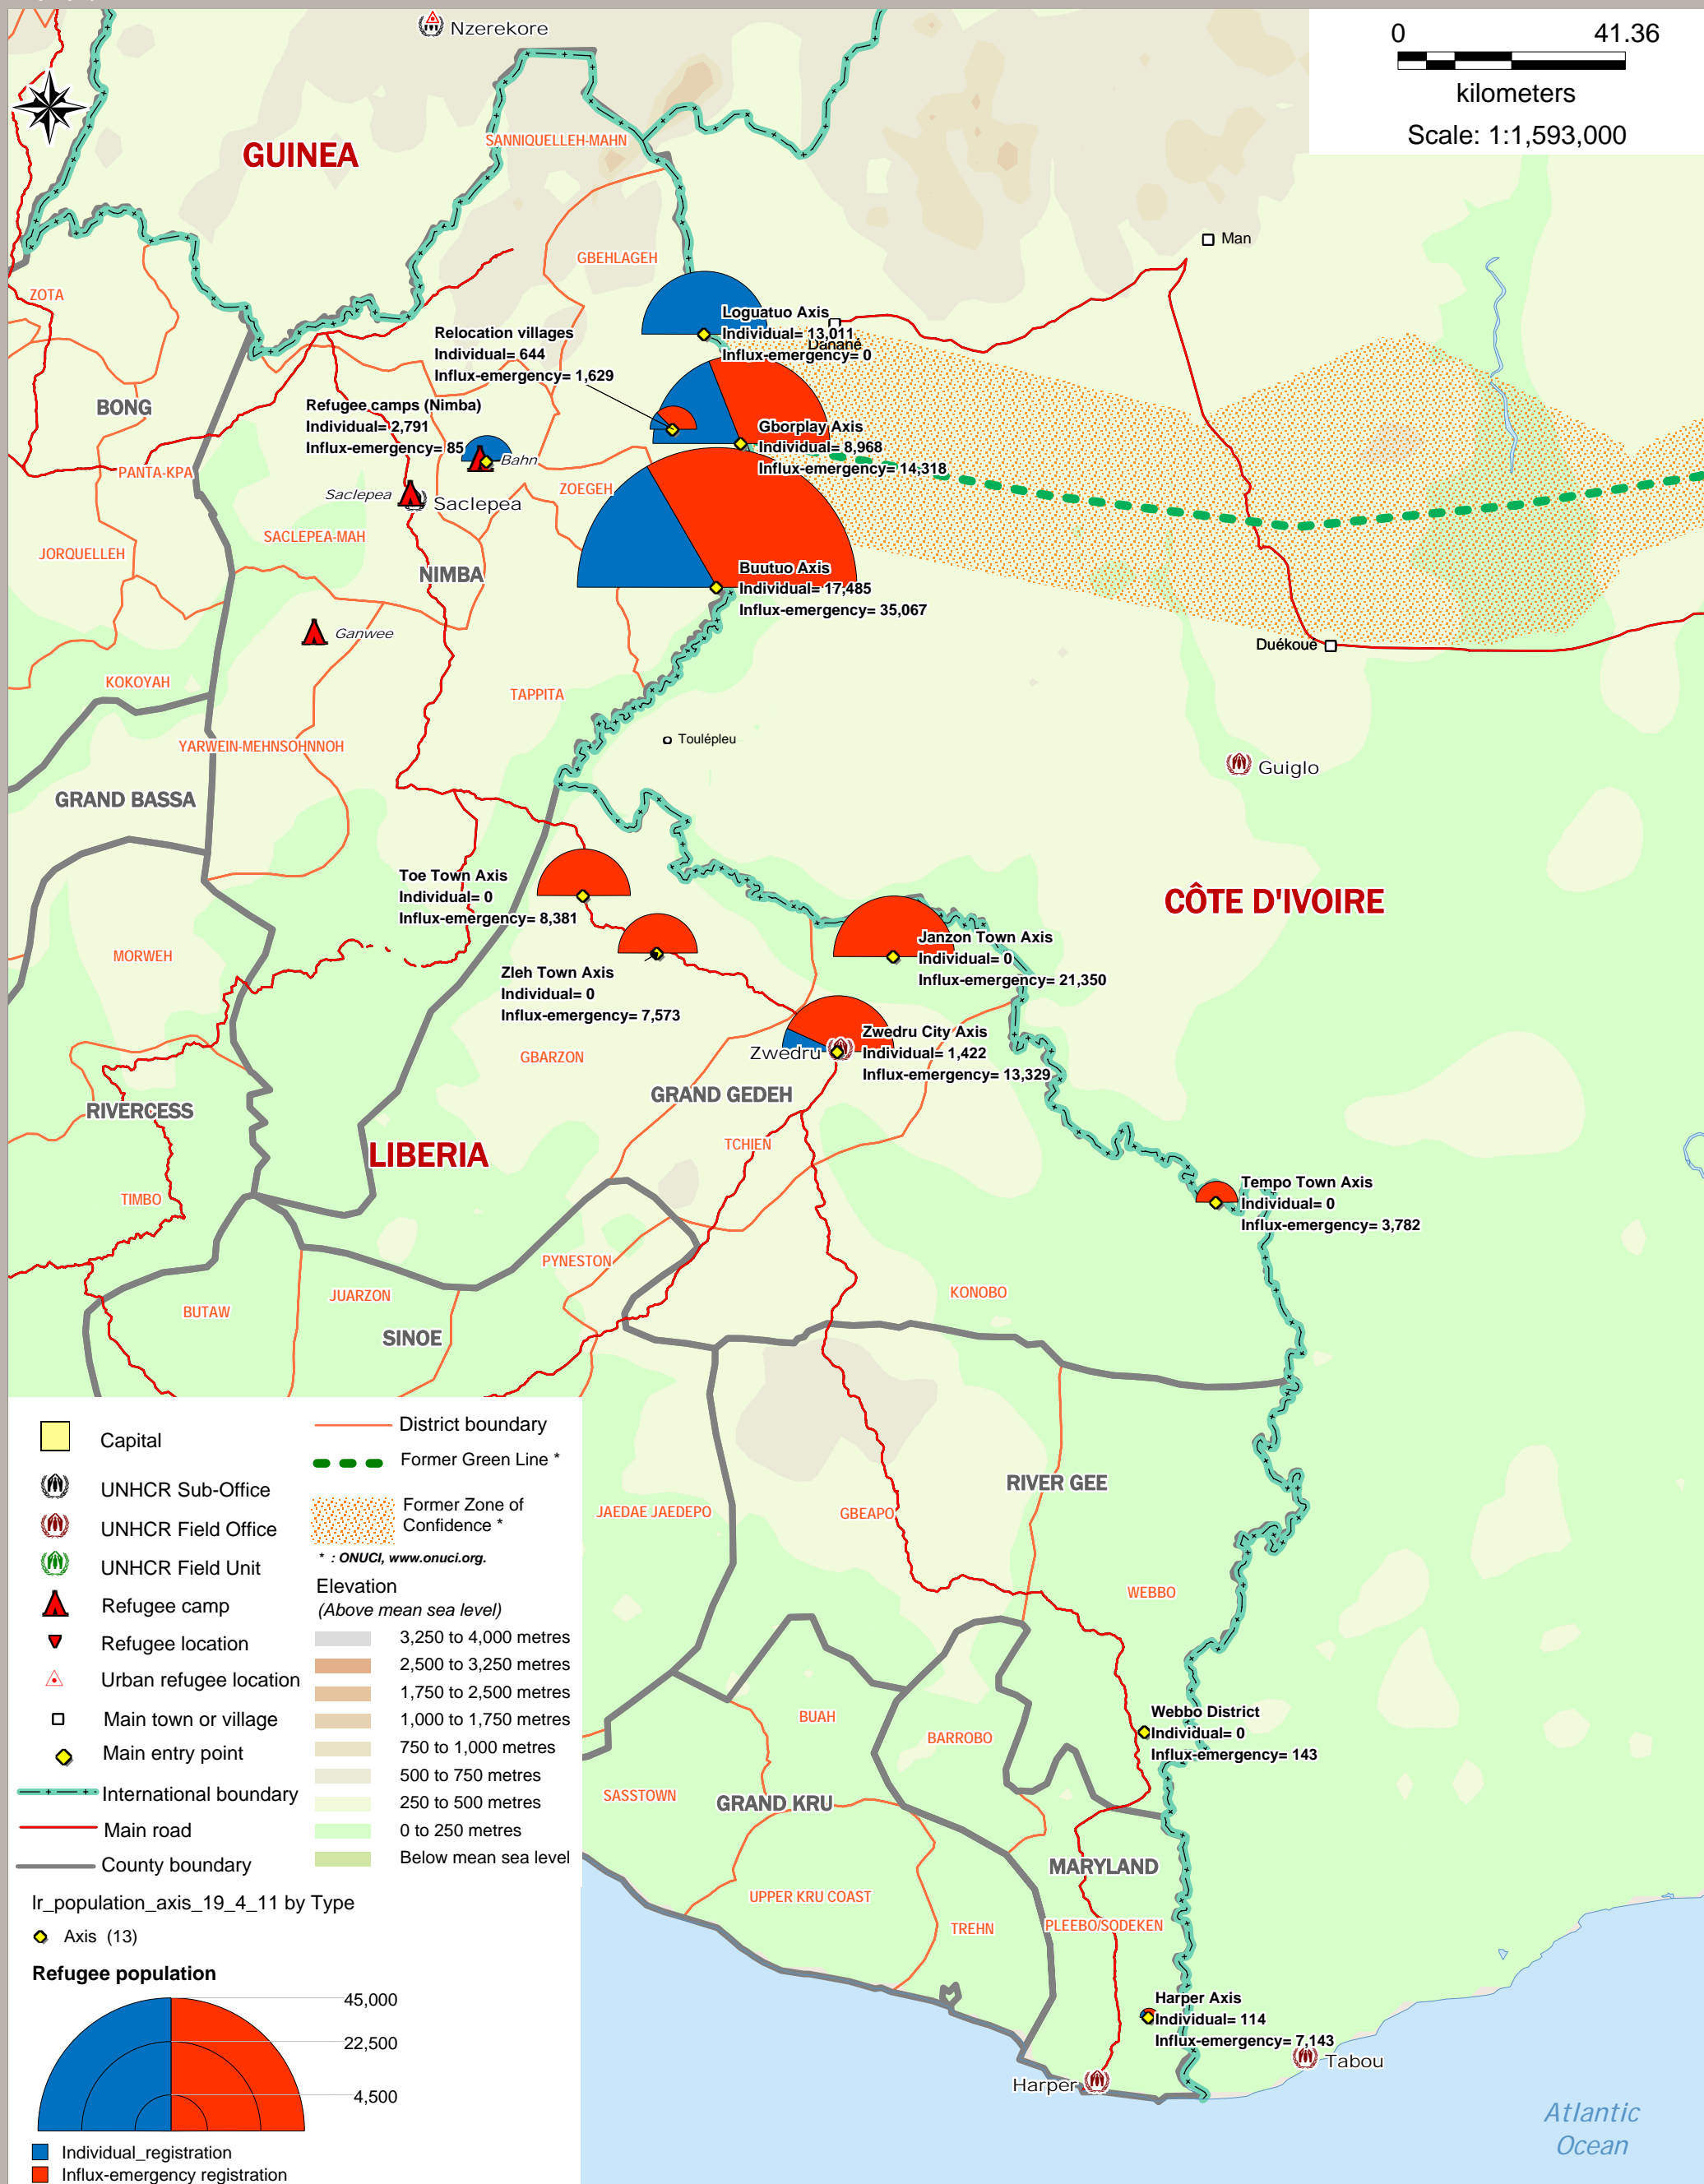 0 41.36
kilometers
Scale: 1:1,593,000
Nzerekore
GUINEA
SANNIQUELLEH-MAHN
GBEHLAGEH
Man
ZOTA
Loguatuo Axis
Individual= 13,011
Influx-emergency= 0
Danané
Relocation villages
Individual= 644
Influx-emergency= 1,629
BONG
Refugee camps (Nimba)
Individual= 2,791
Influx-emergency= 85
Bahn
Gborplay Axis
Individual= 8,968
Influx-emergency= 14,318
PANTA-KPA
Saclepea
Saclepea
ZOEGEH
SACLEPEA-MAH
JORQUELLEH
NIMBA
Buutuo Axis
Individual= 17,485
Influx-emergency= 35,067
Ganwee
Duékoué
KOKOYAH
TAPPITA
YARWEIN-MEHNSOHNNOH
Toulépleu
Guiglo
GRAND BASSA
Toe Town Axis
Individual= 0
Influx-emergency= 8,381
CÔTE D'IVOIRE
MORWEH
Janzon Town Axis
Individual= 0
Influx-emergency= 21,350
Zleh Town Axis
Individual= 0
Influx-emergency= 7,573
GBARZON
Zwedru
Zwedru City Axis
Individual= 1,422
Influx-emergency= 13,329
GRAND GEDEH
RIVERCESS
TCHIEN
LIBERIA
TIMBO
Tempo Town Axis
Individual= 0
Influx-emergency= 3,782
PYNESTON
KONOBO
JUARZON
BUTAW
SINOE
RIVER GEE
JAEDAE JAEDEPO
GBEAPO
WEBBO
Webbo District
Individual= 0
Influx-emergency= 143
BUAH
BARROBO
SASSTOWN
GRAND KRU
MARYLAND
UPPER KRU COAST
TREHN
PLEEBO/SODEKEN
Harper Axis
Individual= 114
Influx-emergency= 7,143
Tabou
Harper
Atlantic
Ocean
Capital
UNHCR Sub-Office
UNHCR Field Office
UNHCR Field Unit
Refugee camp
Refugee location
Urban refugee location
Main town or village
Main entry point
International boundary
Main road
County boundary
District boundary
Former Green Line *
Former Zone of
Confidence *
* : ONUCI, www.onuci.org.
Elevation
(Above mean sea level)
3,250 to 4,000 metres
2,500 to 3,250 metres
1,750 to 2,500 metres
1,000 to 1,750 metres
750 to 1,000 metres
500 to 750 metres
250 to 500 metres
0 to 250 metres
Below mean sea level
lr_population_axis_19_4_11 by Type
Axis (13)
Refugee population
45,000
22,500
4,500
Individual_registration
Influx-emergency registration